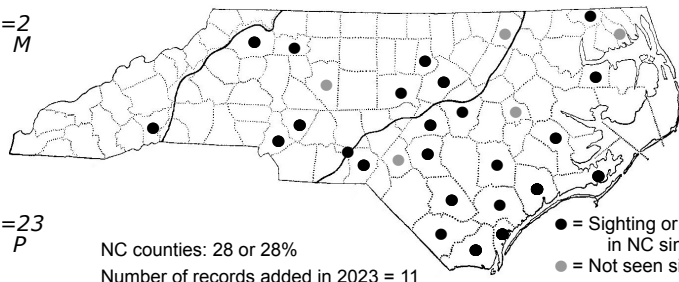 =2
M
=23
P
NC counties: 28 or 28%
Number of records added in 2023 = 11
● = Sighting or
in NC sin
● = Not seen si